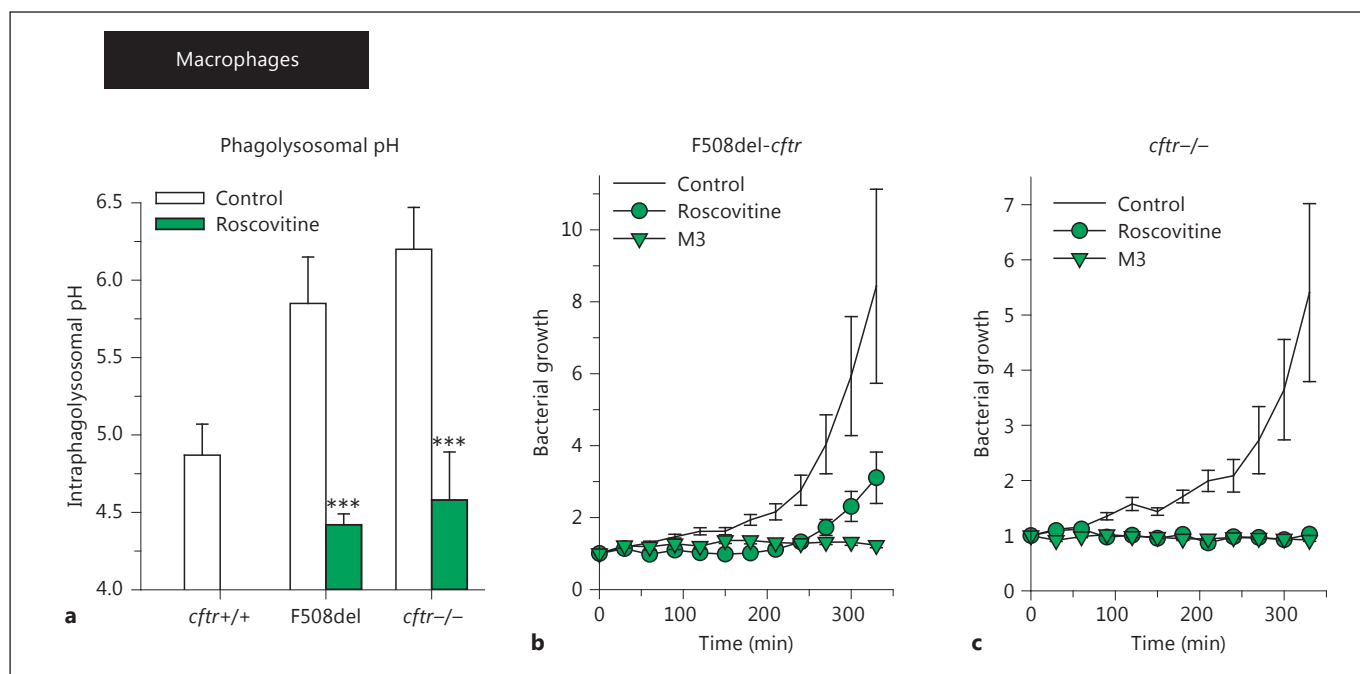 Macrophages
Phagolysosomal pH
Control
Roscovitine
Intraphagolysosomal pH
6.5
6.0
5.5
5.0
4.5
4.0
***
***
cftr+/+
F508del
cftr–/–
a
F508del-cftr
Control
Roscovitine
M3
Bacterial growth
10
8
6
4
2
0
0
100
200
300
Time (min)
b
cftr–/–
Control
Roscovitine
M3
Bacterial growth
7
6
5
4
3
2
1
0
0
100
200
300
Time (min)
c